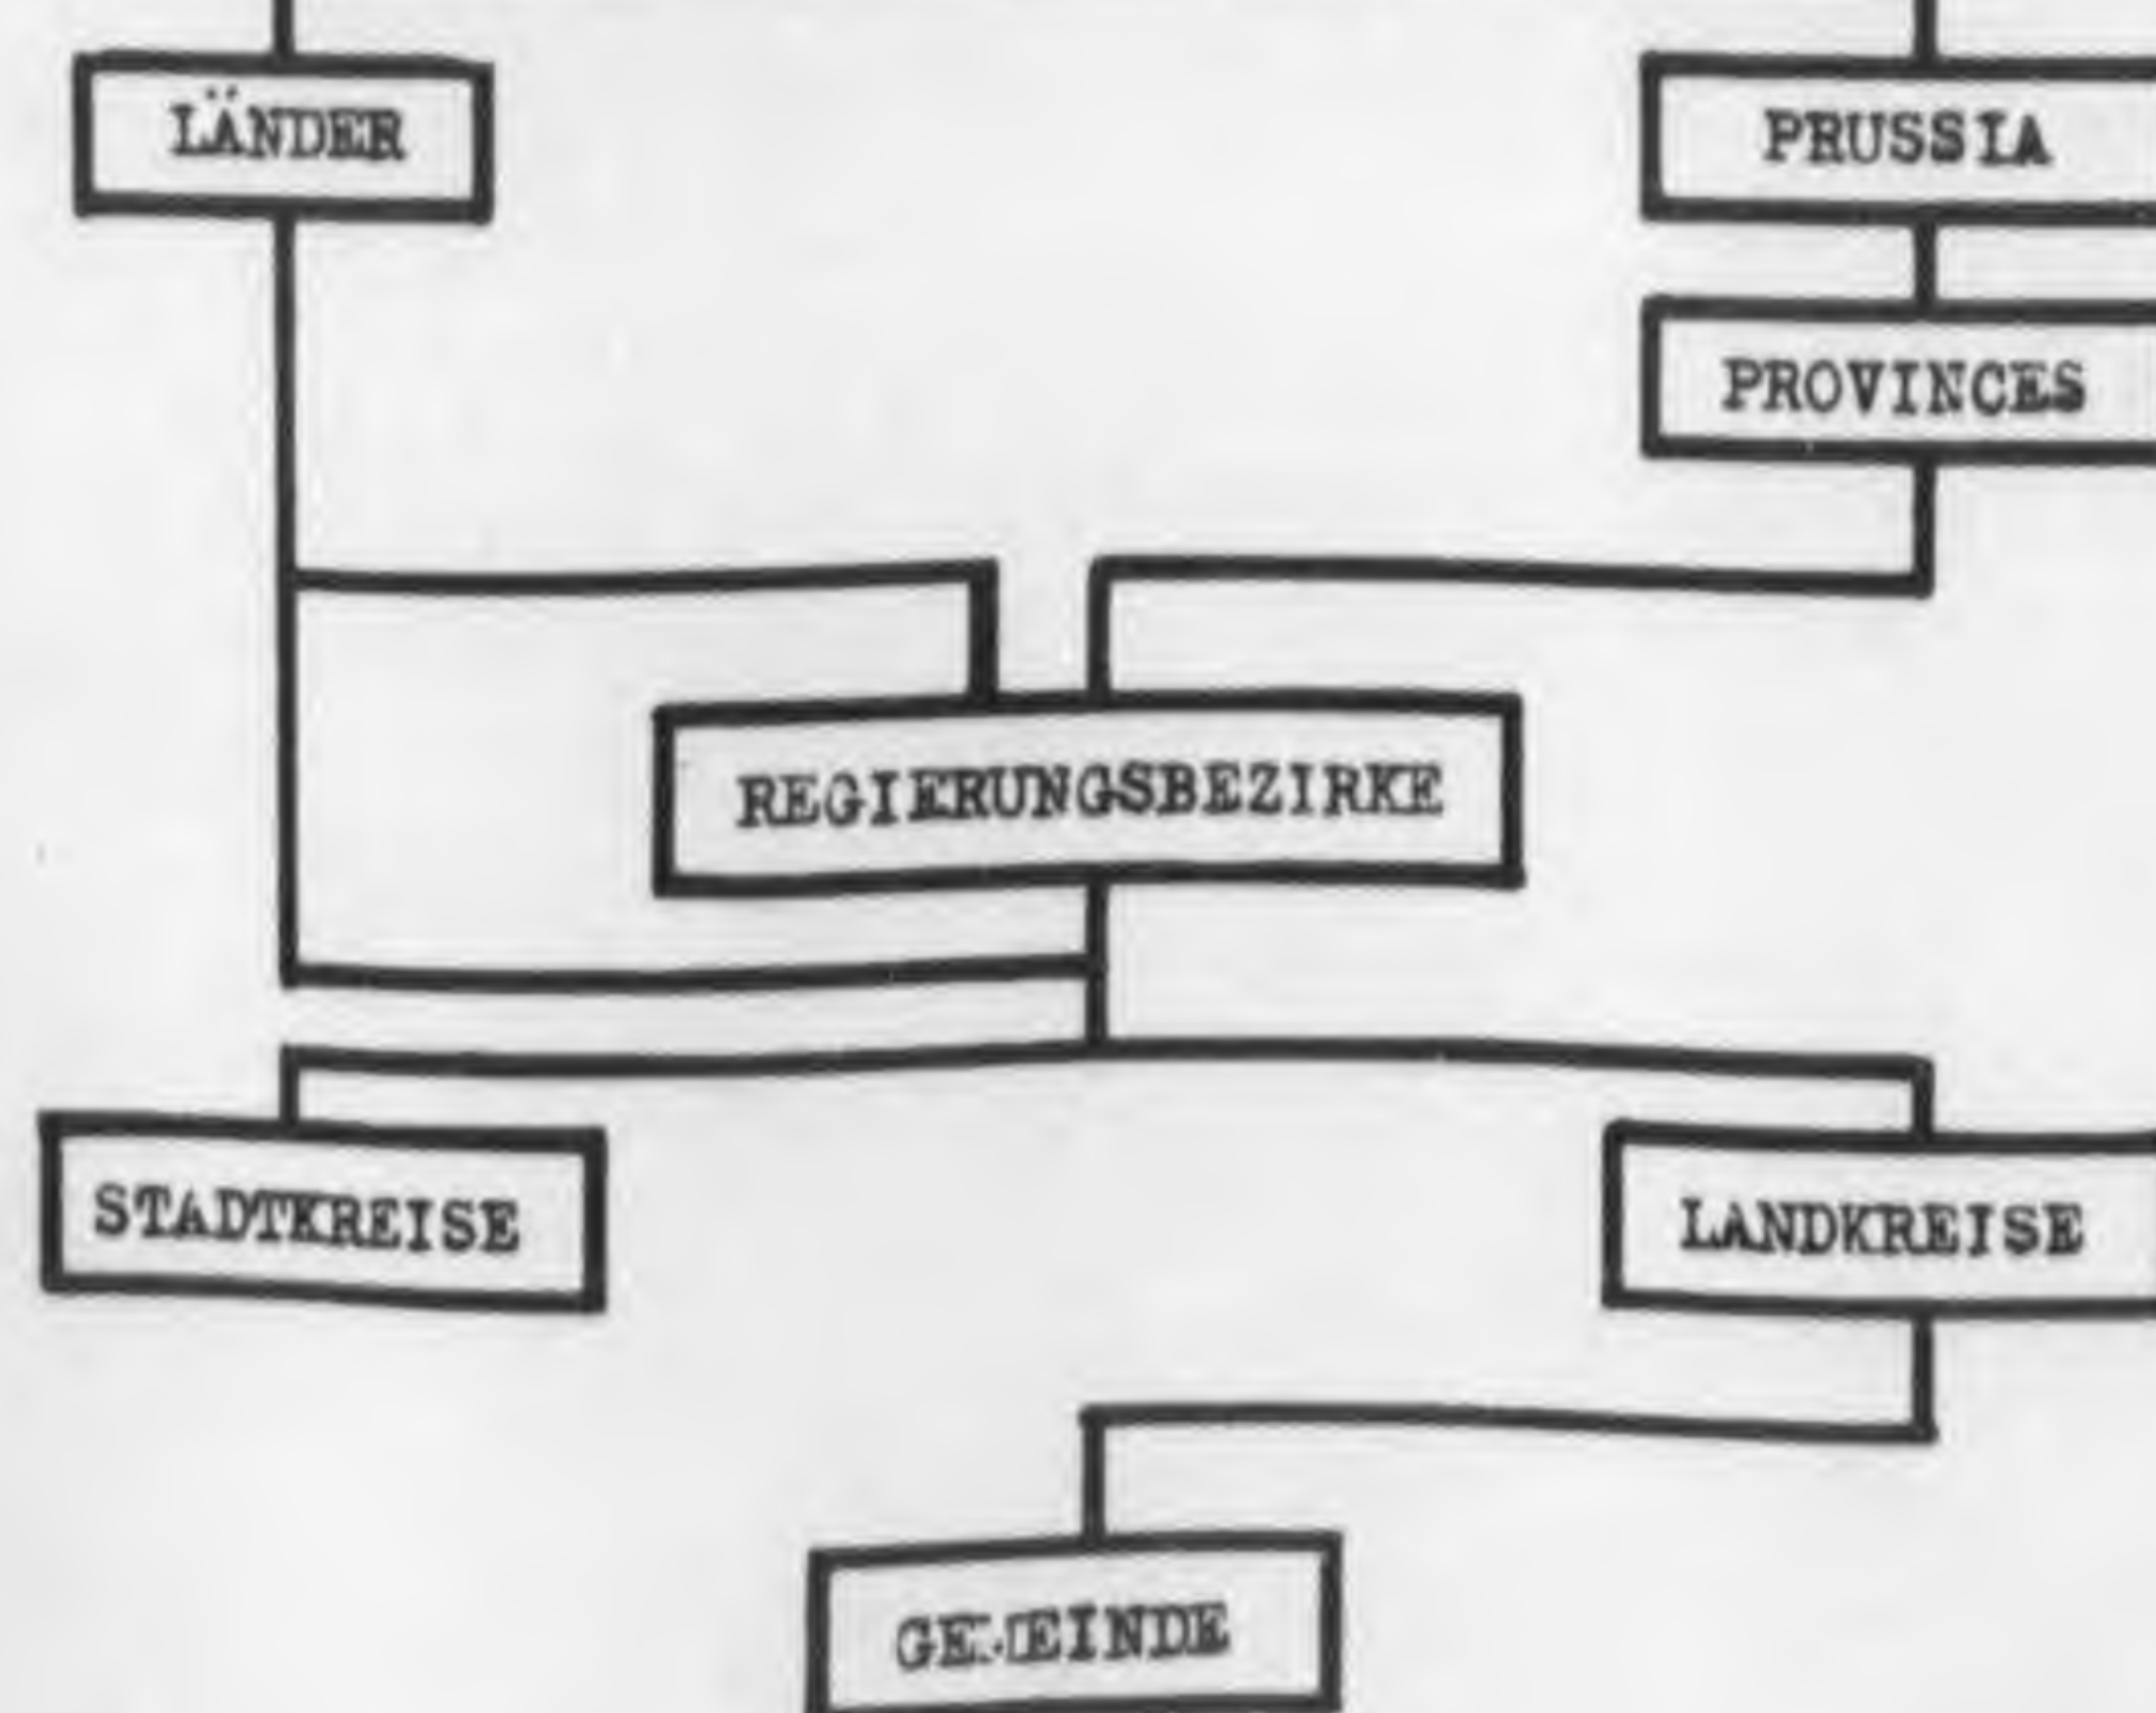 LÄNDER
PRUSSIA
PROVINCES
REGIERUNGSBEZIRKE
STADTKREISE
LANDKREISE
GEMEINDE